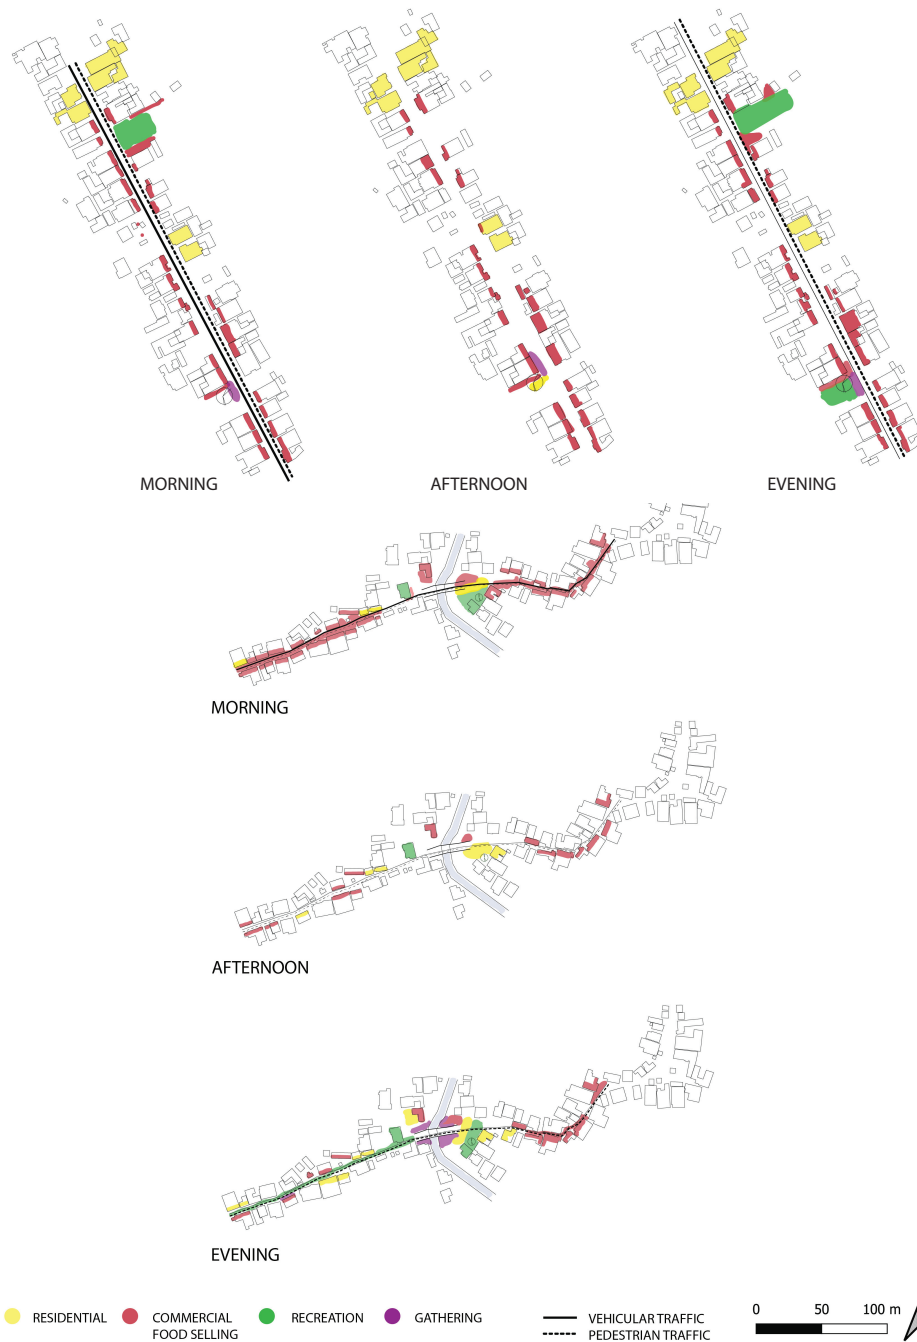 MORNING
AFTERNOON
EVENING
MORNING
AFTERNOON
EVENING
RESIDENTIAL
COMMERCIAL
FOOD SELLING
RECREATION
GATHERING
VEHICULAR TRAFFIC
PEDESTRIAN TRAFFIC
0 50 100 m